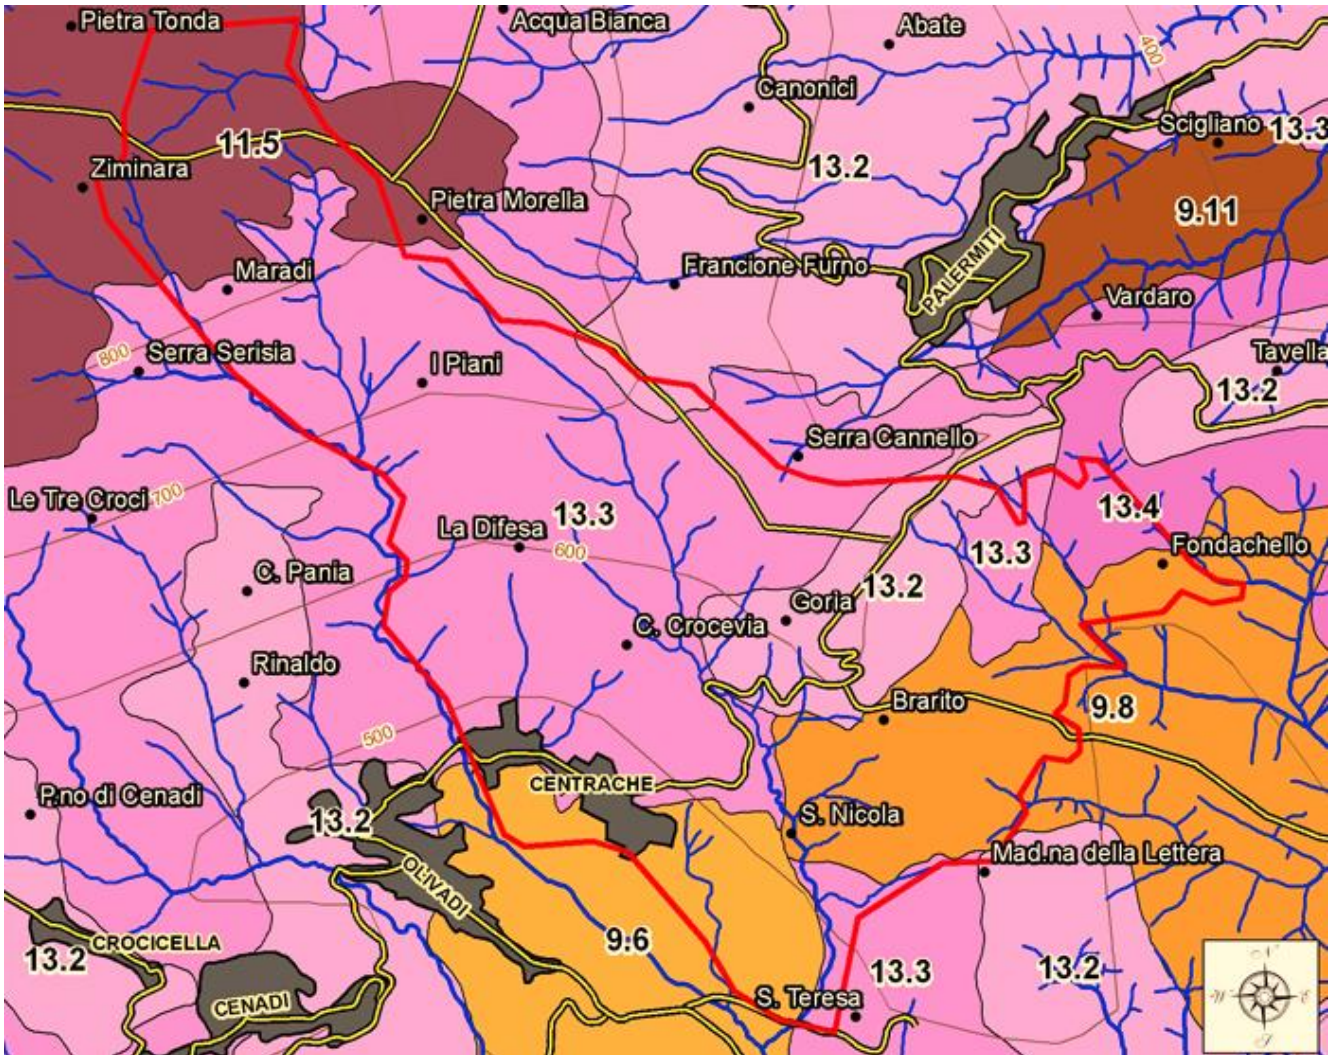 Pietra Tonda
Acqua Bianca
Abate
400
Canonici
Scigliano
13.3
11.5
13.2
Ziminara
Pietra Morella
9.11
Maradi
Francione Furno
PALERMITI
Vardaro
800
Serra Serisia
I Piani
Tavella
13.2
Serra Cannello
Le Tre Croci
700
La Difesa
13.3
600
13.4
13.3
Fondachello
C. Pania
13.2
Goria
C. Crocevia
Rinaldo
Brarito
9.8
500
CENTRACHE
P.no di Cenadi
13.2
S. Nicola
Mad.na della Lettera
OLIVADI
CROCICELLA
9.6
13.2
13.3
13.2
CENADI
S. Teresa
N
W
E
S